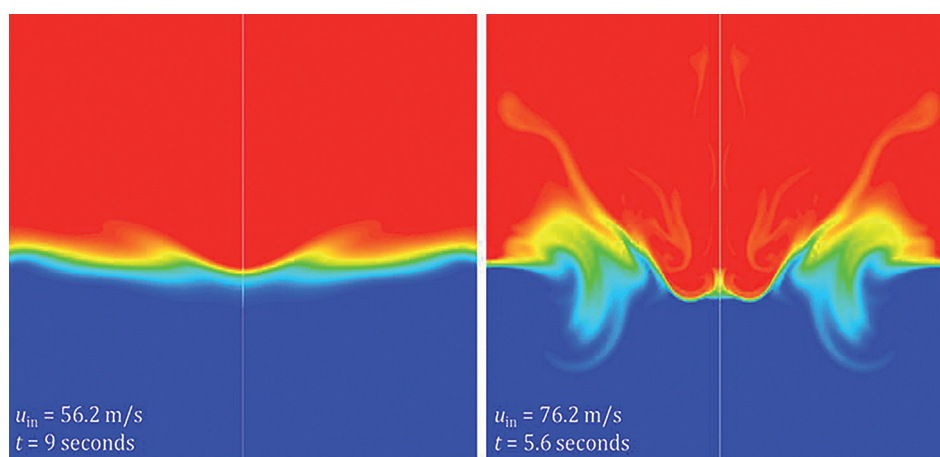 u_in = 56.2 m/s
t = 9 seconds
u_in = 76.2 m/s
t = 5.6 seconds